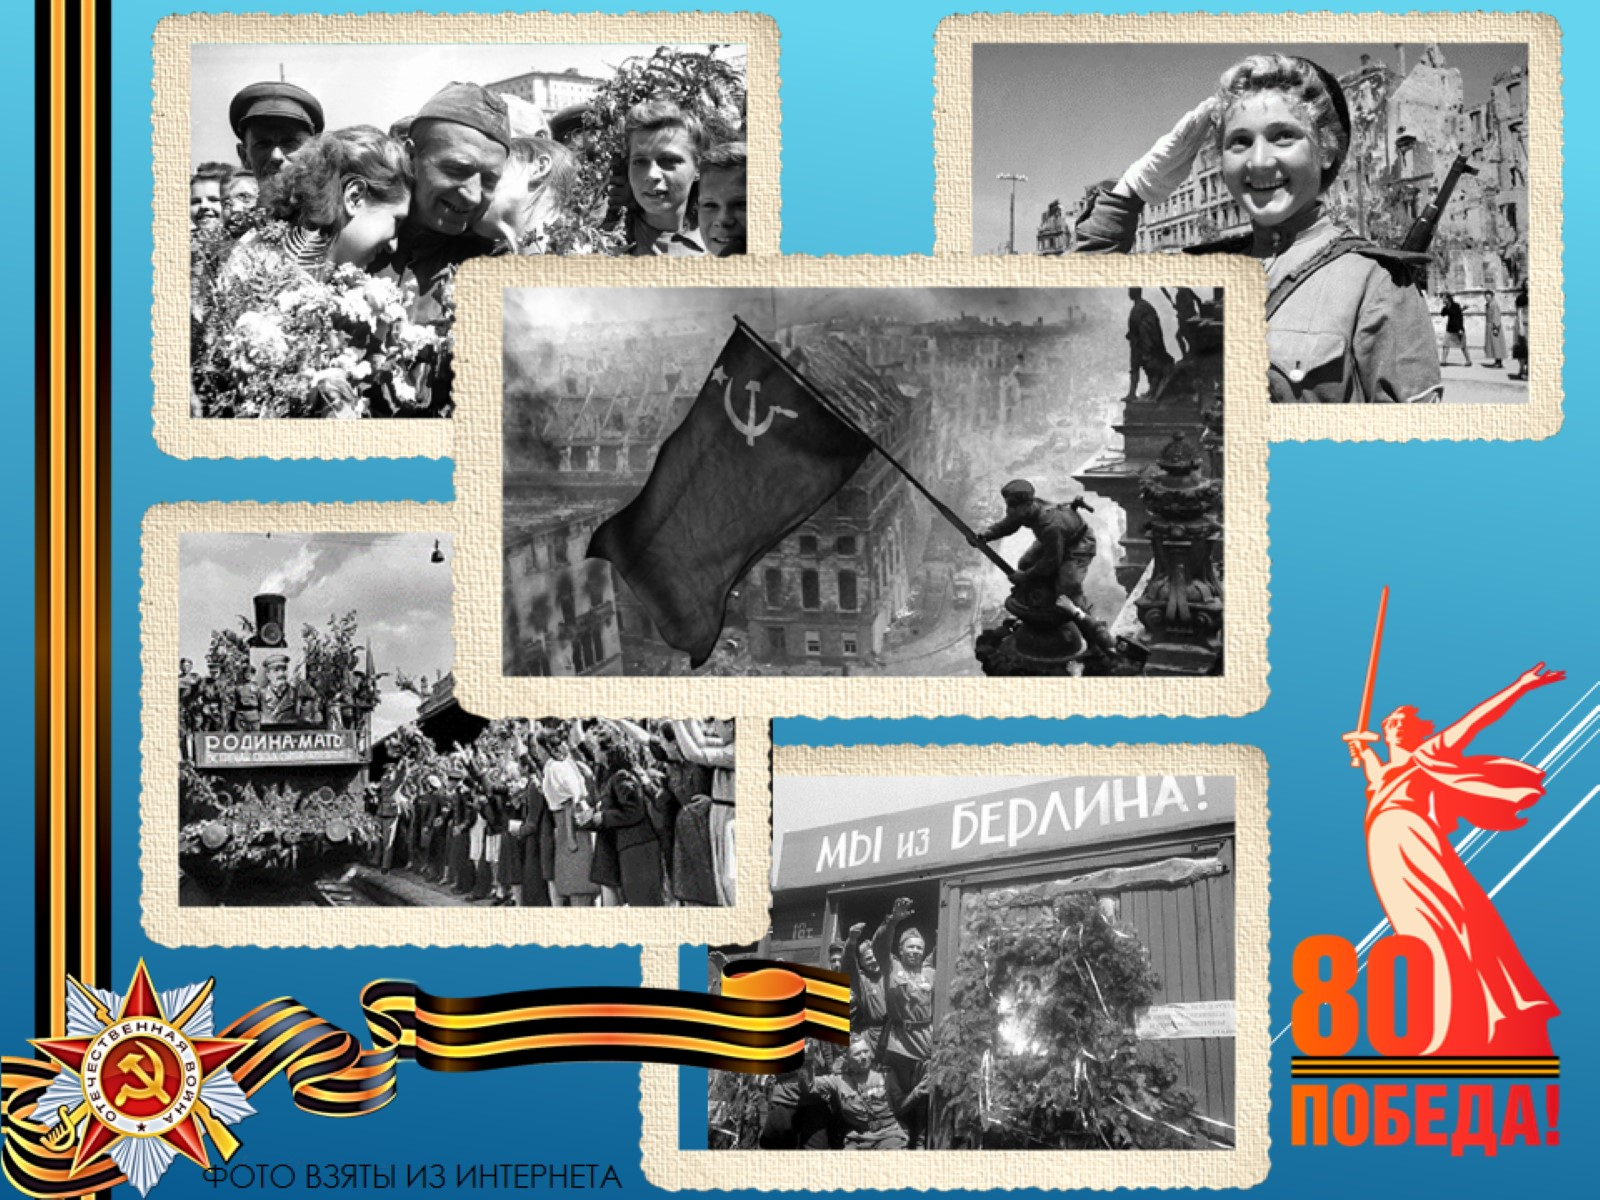 РОДИНА-МАТЬ
МЫ ИЗ БЕРЛИНА!
ОТЕЧЕСТВЕННАЯ ВОЙНА
80
ПОБЕДА!
ФОТО ВЗЯТЫ ИЗ ИНТЕРНЕТА